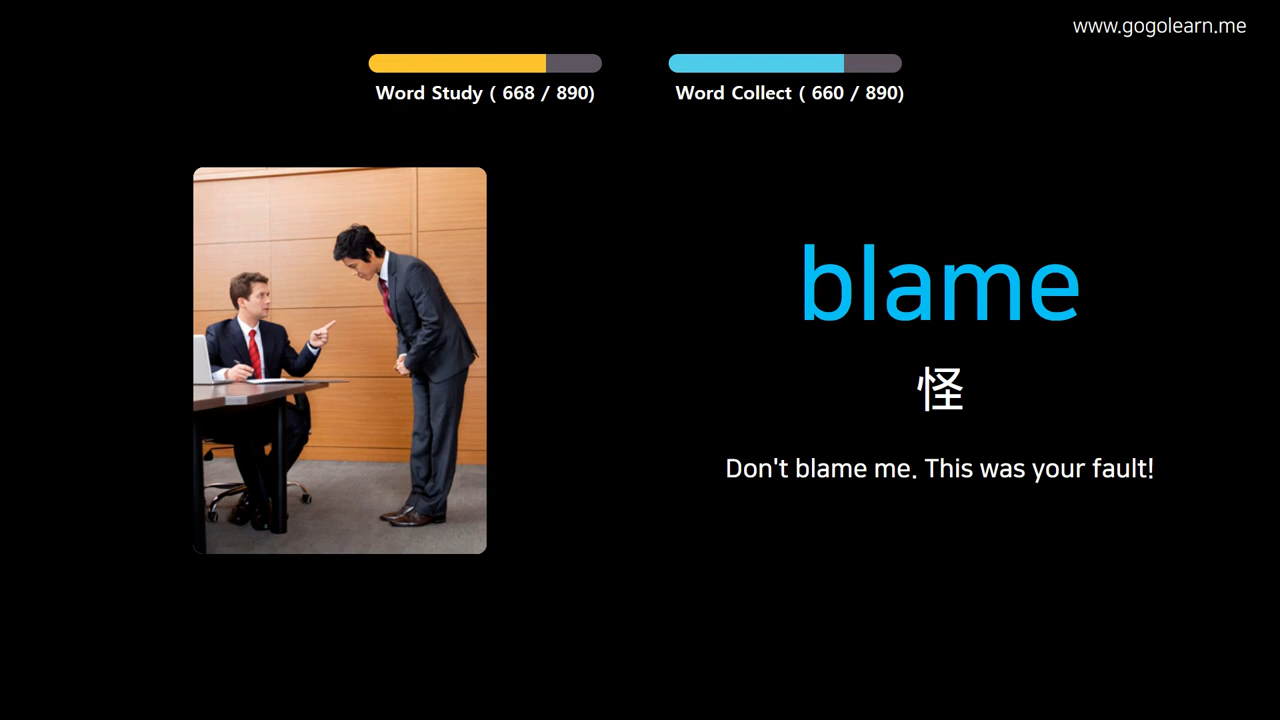 www.gogolearn.me
Word Study ( 668 / 890)
Word Collect ( 660 / 890)
blame
怪
Don't blame me. This was your fault!